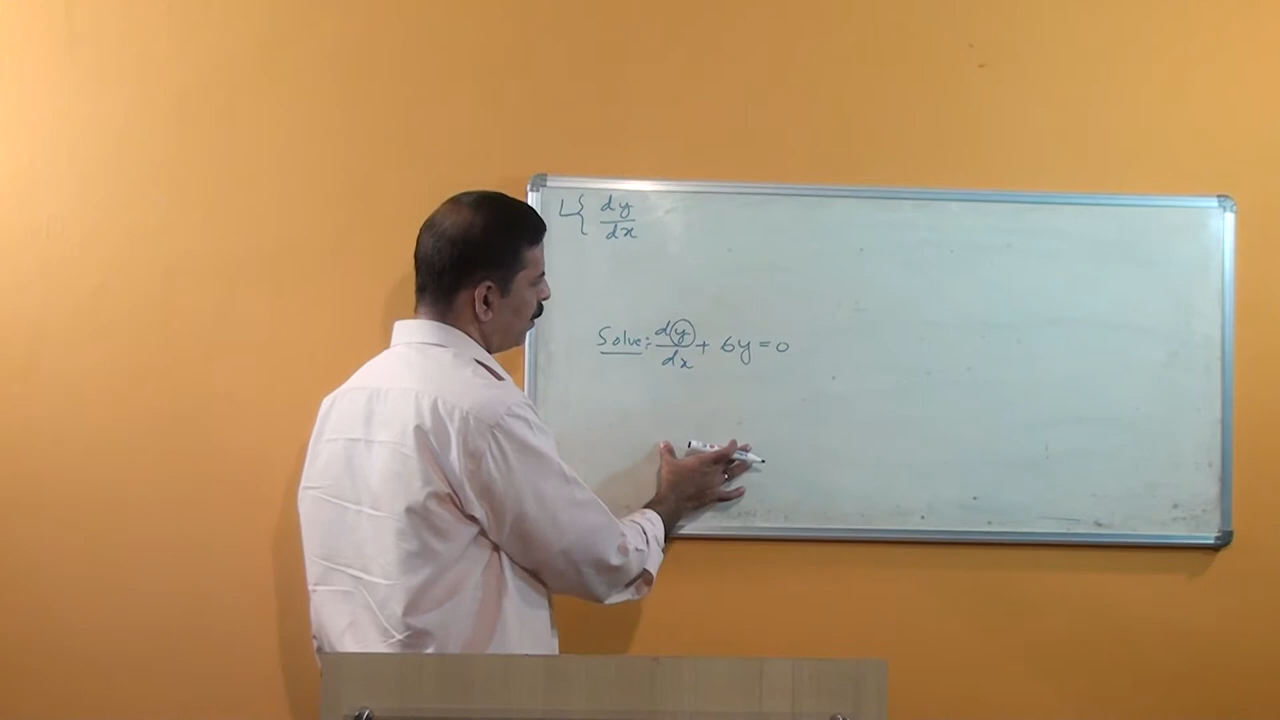 L{ dy/dx
Solve: dy/dx + 6y = 0